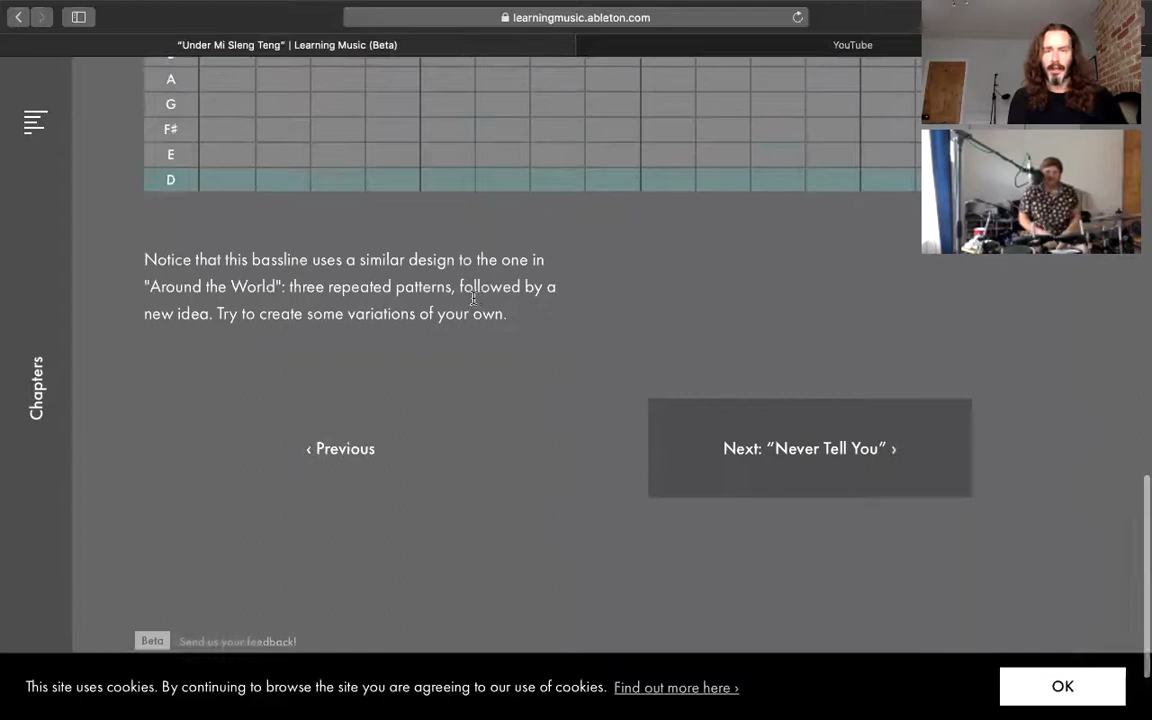 learningmusic.ableton.com
"Under Mi Sleng Teng" | Learning Music (Beta)
YouTube
A
G
F#
E
D
Notice that this bassline uses a similar design to the one in
"Around the World": three repeated patterns, followed by a
new idea. Try to create some variations of your own.
Chapters
‹ Previous
Next: "Never Tell You" ›
Beta
Send us your feedback!
This site uses cookies. By continuing to browse the site you are agreeing to our use of cookies. Find out more here ›
OK